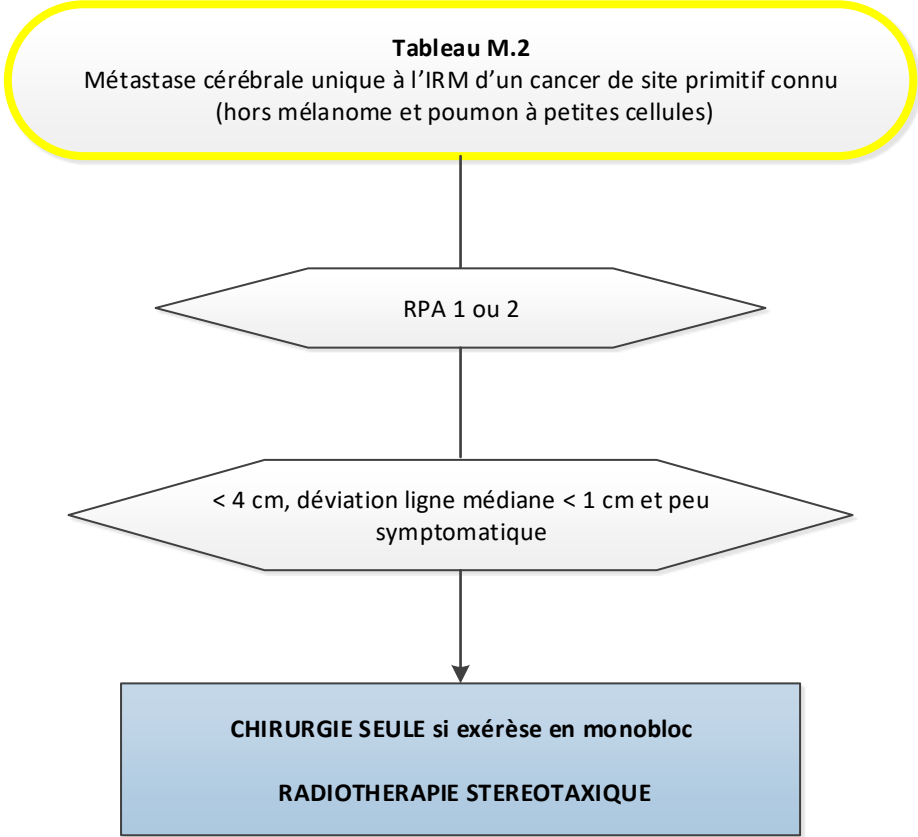 Tableau M.2
Métastase cérébrale unique à l’IRM d’un cancer de site primitif connu
(hors mélanome et poumon à petites cellules)
RPA 1 ou 2
< 4 cm, déviation ligne médiane < 1 cm et peu
symptomatique
CHIRURGIE SEULE si exérèse en monobloc
RADIOTHERAPIE STEREOTAXIQUE